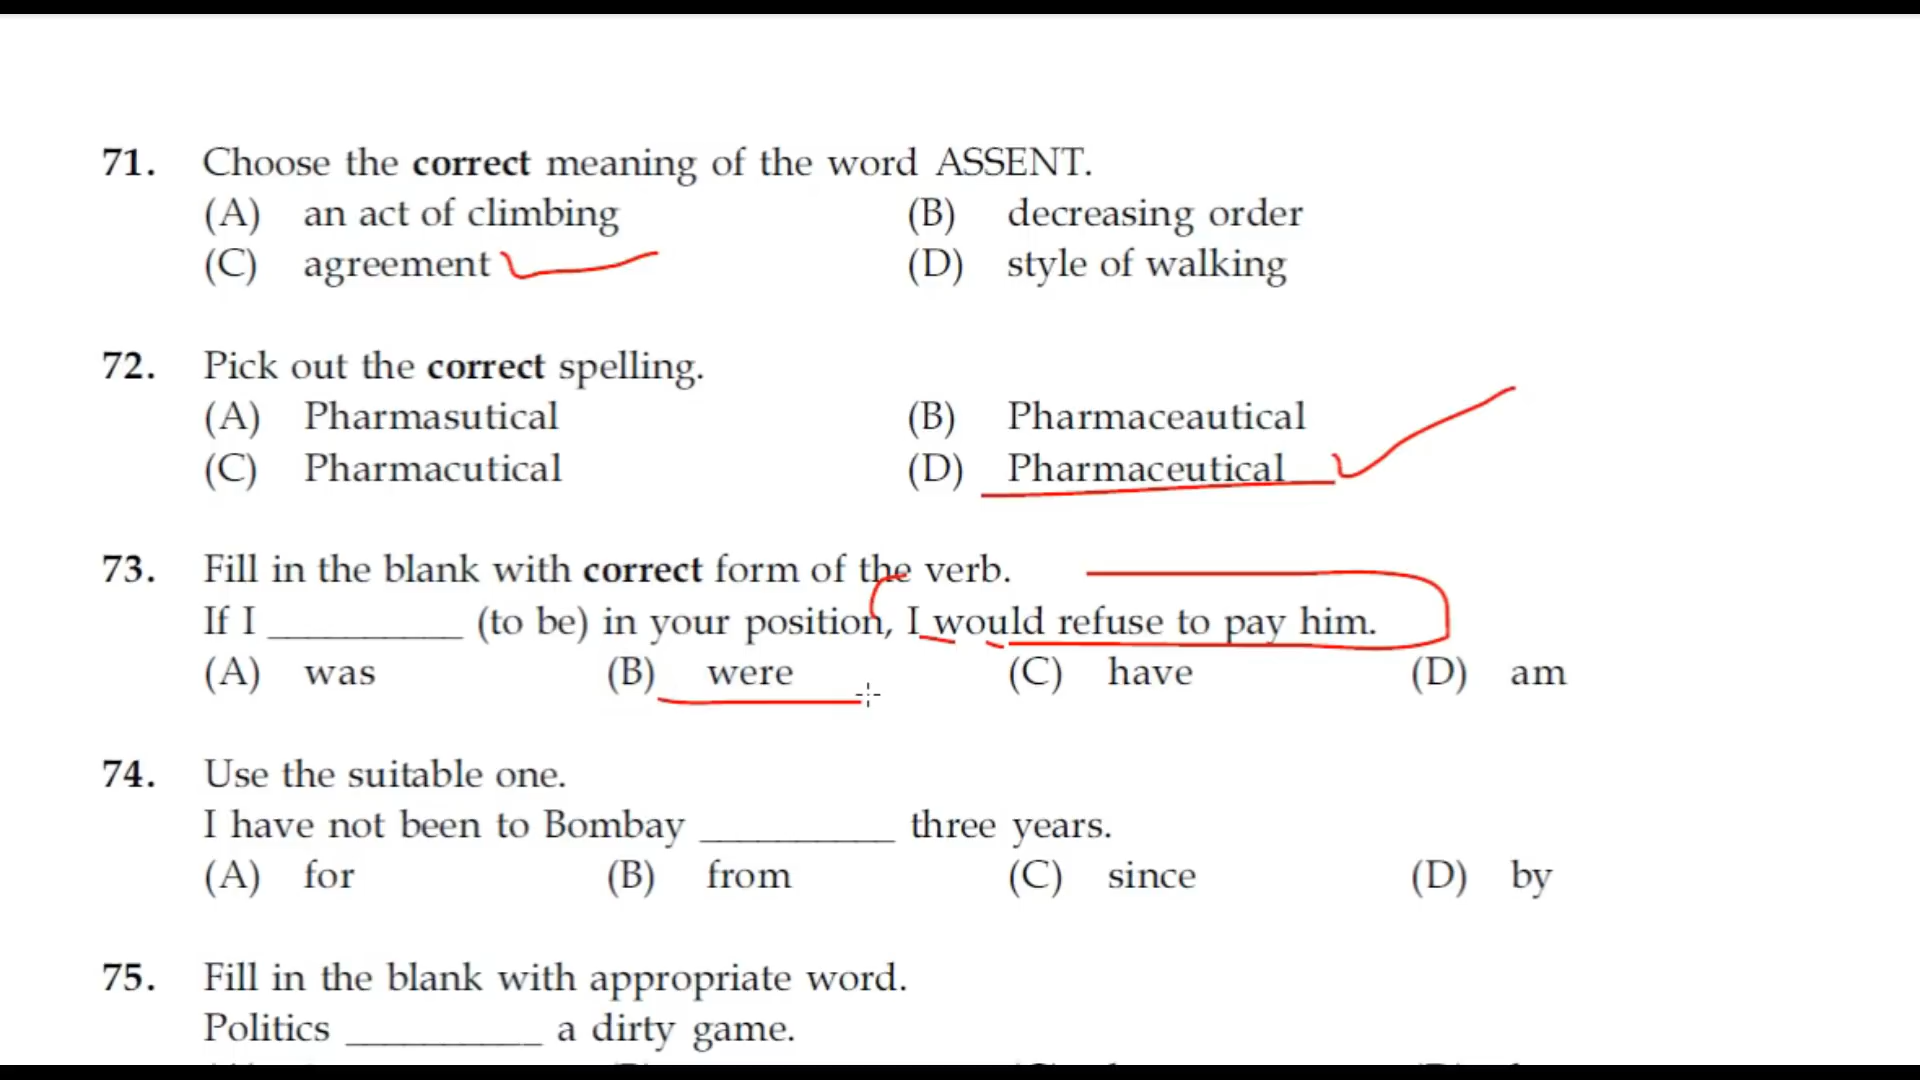 71. Choose the correct meaning of the word ASSENT.
(A) an act of climbing (B) decreasing order
(C) agreement (D) style of walking
72. Pick out the correct spelling.
(A) Pharmasutical (B) Pharmaceautical
(C) Pharmacutical (D) Pharmaceutical
73. Fill in the blank with correct form of the verb.
If I __________ (to be) in your position, I would refuse to pay him.
(A) was (B) were (C) have (D) am
74. Use the suitable one.
I have not been to Bombay __________ three years.
(A) for (B) from (C) since (D) by
75. Fill in the blank with appropriate word.
Politics __________ a dirty game.